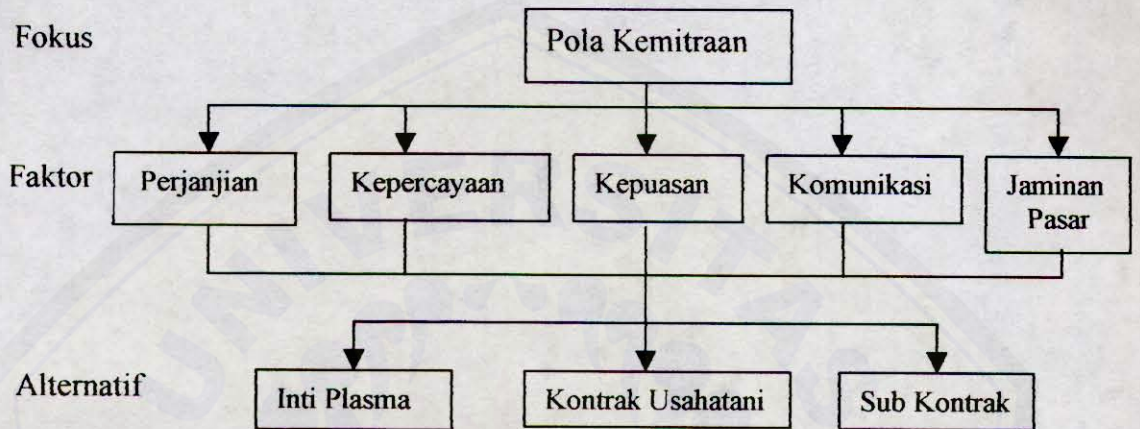 Fokus
Pola Kemitraan
Faktor
Perjanjian
Kepercayaan
Kepuasan
Komunikasi
Jaminan
Pasar
Alternatif
Inti Plasma
Kontrak Usahatani
Sub Kontrak